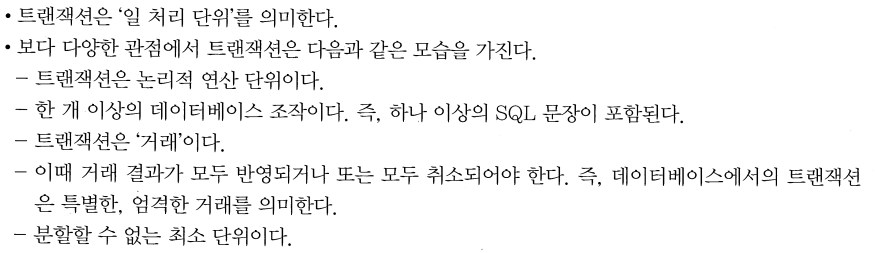 • 트랜잭션은 ‘일 처리 단위’를 의미한다.
• 보다 다양한 관점에서 트랜잭션은 다음과 같은 모습을 가진다.
– 트랜잭션은 논리적 연산 단위이다.
– 한 개 이상의 데이터베이스 조작이다. 즉, 하나 이상의 SQL 문장이 포함된다.
– 트랜잭션은 ‘거래’이다.
– 이때 거래 결과가 모두 반영되거나 또는 모두 취소되어야 한다. 즉, 데이터베이스에서의 트랜잭션
은 특별한, 엄격한 거래를 의미한다.
– 분할할 수 없는 최소 단위이다.